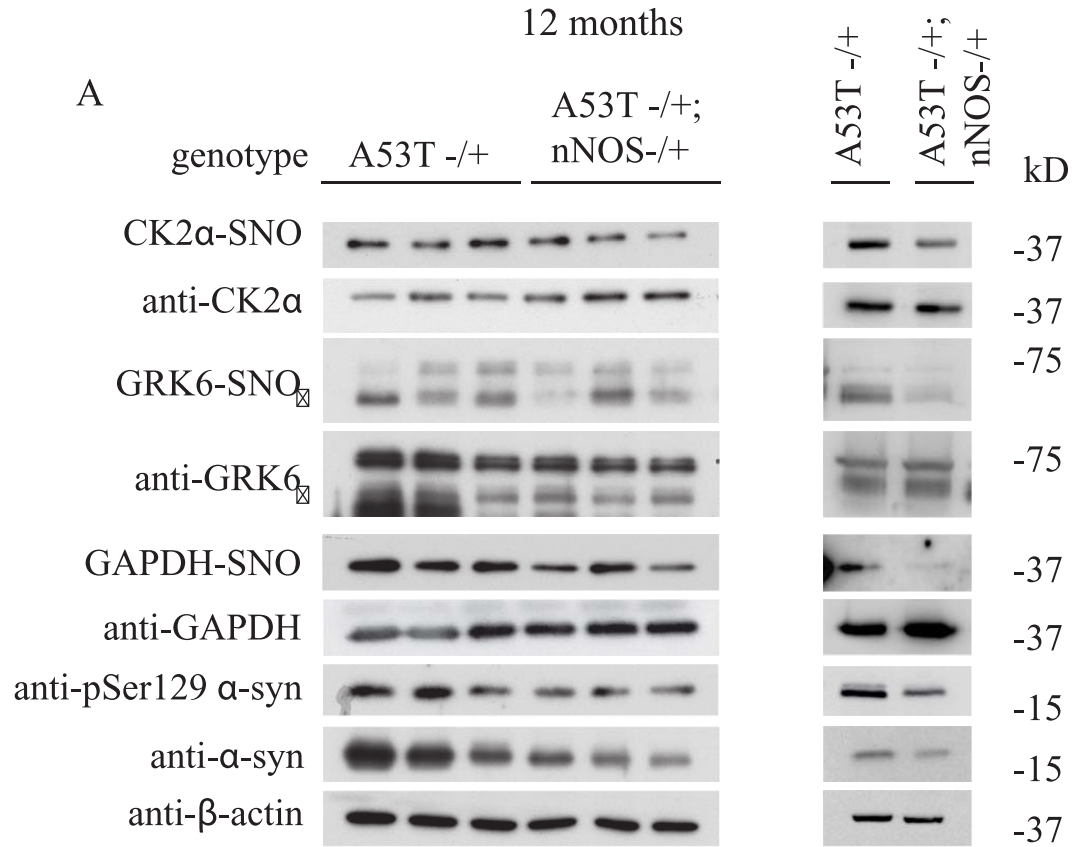 12 months
A
genotype
A53T -/+
A53T -/+;
nNOS-/+
A53T -/+
A53T -/+;
nNOS-/+
kD
CK2α-SNO
-37
anti-CK2α
-37
GRK6-SNO
-75
anti-GRK6
-75
GAPDH-SNO
-37
anti-GAPDH
-37
anti-pSer129 α-syn
-15
anti-α-syn
-15
anti-β-actin
-37